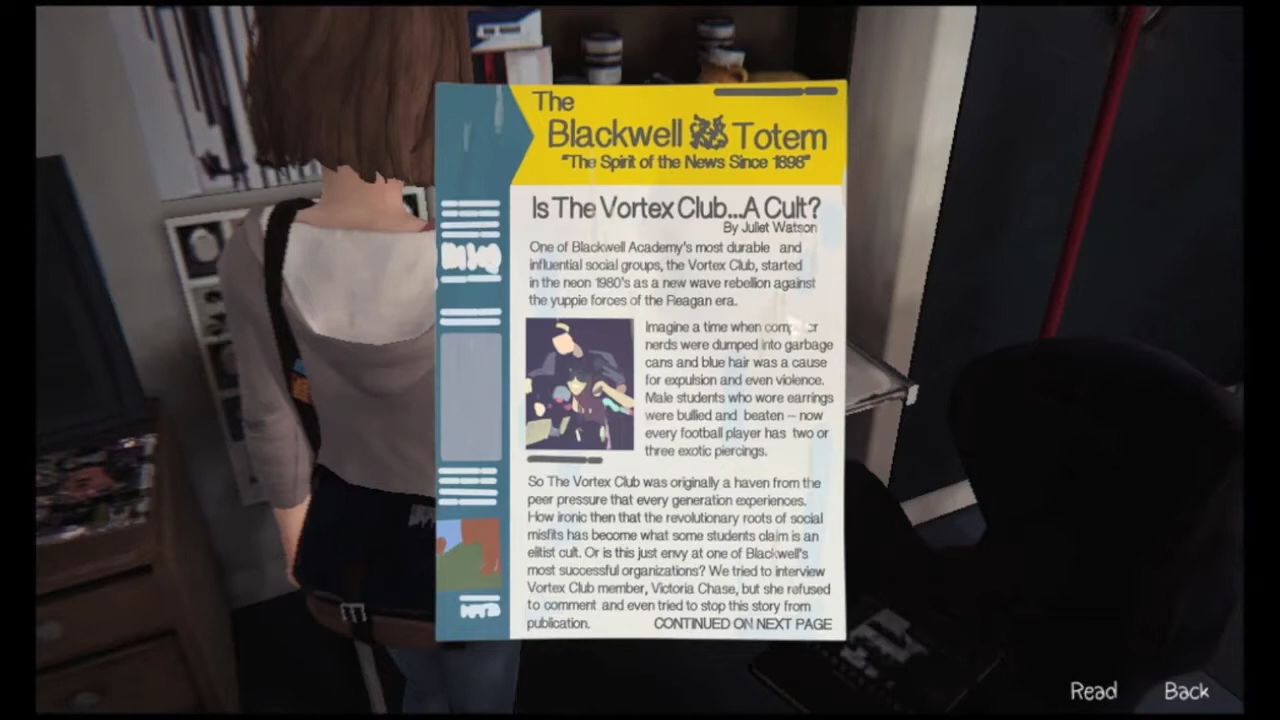 The
Blackwell Totem
"The Spirit of the News Since 1898"
Is The Vortex Club...A Cult?
By Juliet Watson
One of Blackwell Academy's most durable and
influential social groups, the Vortex Club, started
in the neon 1980's as a new wave rebellion against
the yuppie forces of the Reagan era.
Imagine a time when
nerds were dumped into garbage
cans and blue hair was a cause
for expulsion and even violence.
Male students who wore earrings
were bullied and beaten – now
every football player has two or
three exotic piercings.
So The Vortex Club was originally a haven from the
peer pressure that every generation experiences.
How ironic then that the revolutionary roots of social
misfits has become what some students claim is an
elitist cult. Or is this just envy at one of Blackwell's
most successful organizations? We tried to interview
Vortex Club member, Victoria Chase, but she refused
to comment and even tried to stop this story from
publication. CONTINUED ON NEXT PAGE
Read Back